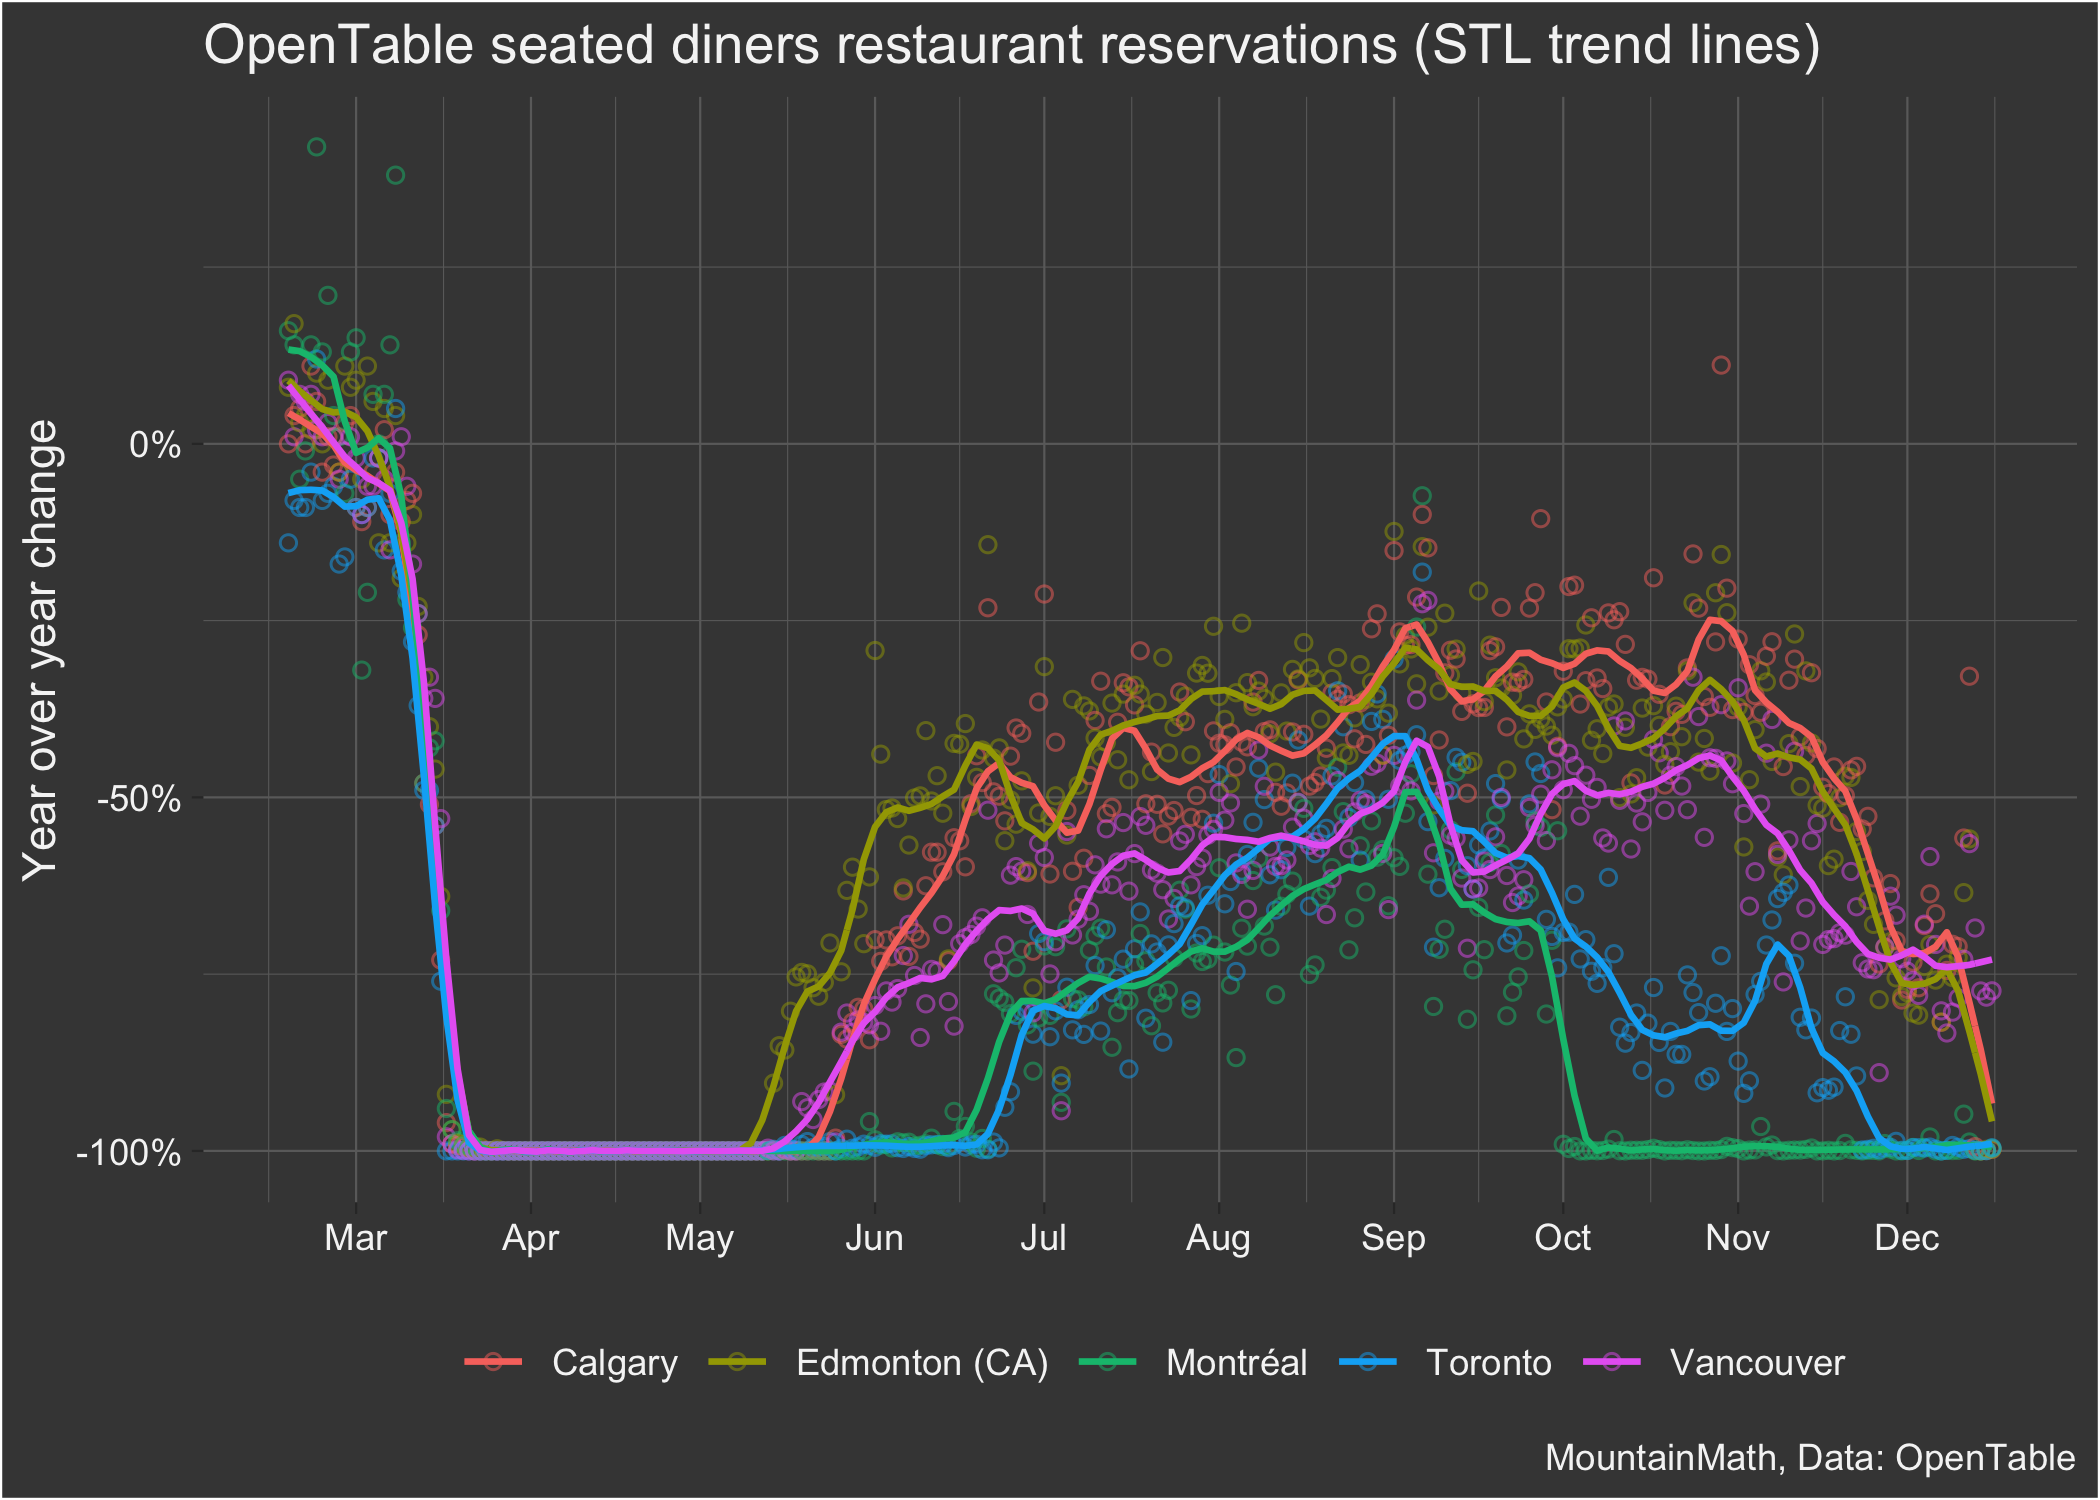 OpenTable seated diners restaurant reservations (STL trend lines)
Year over year change
0%
-50%
-100%
Mar Apr May Jun Jul Aug Sep Oct Nov Dec
Calgary Edmonton (CA) Montréal Toronto Vancouver
MountainMath, Data: OpenTable